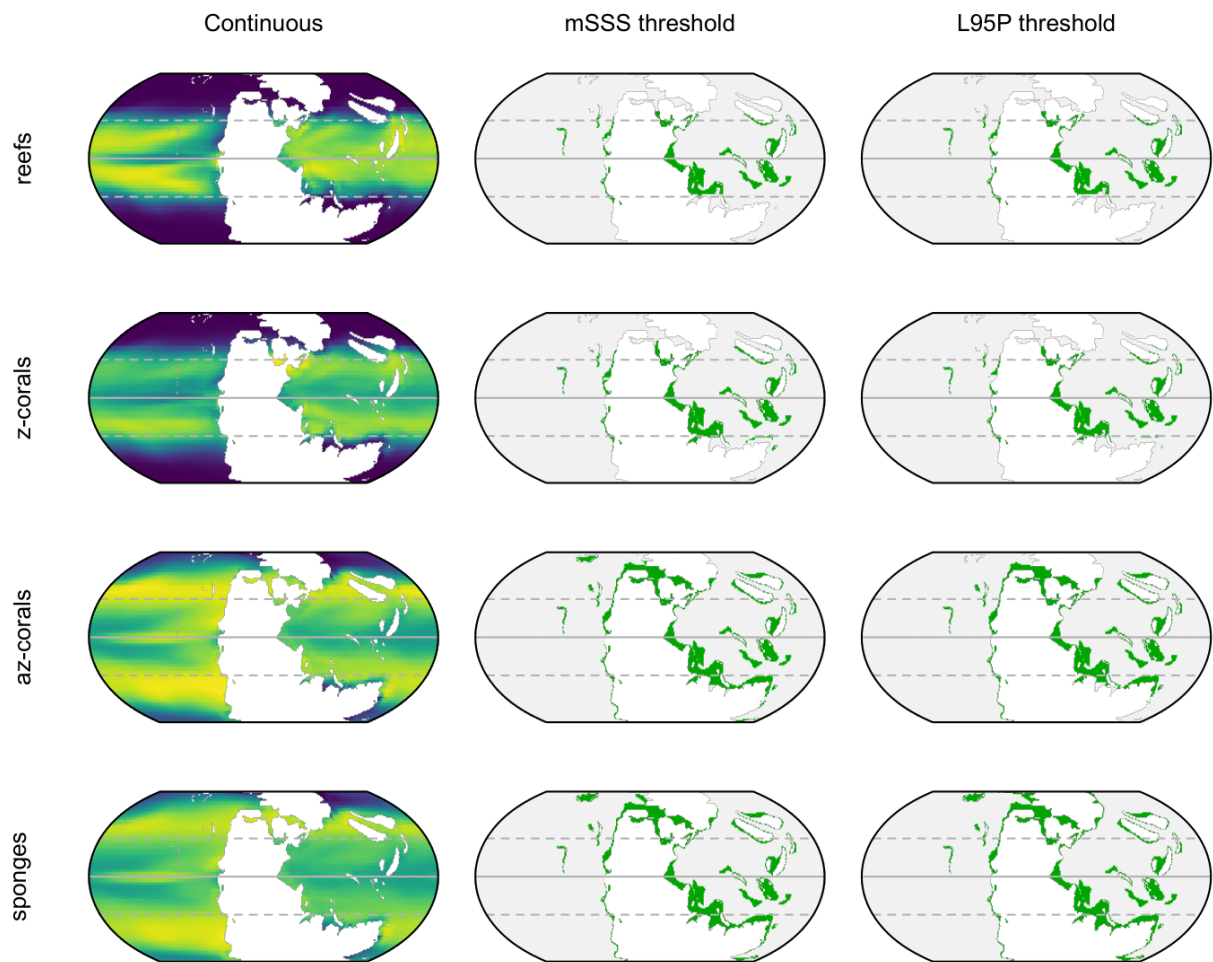 Continuous
mSSS threshold
L95P threshold
reefs
z-corals
az-corals
sponges